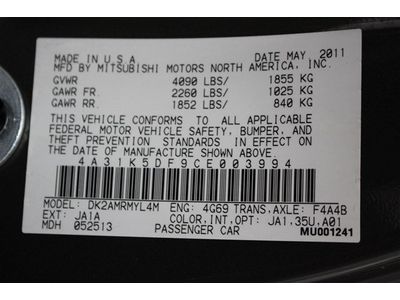 MADE IN U S A DATE MAY 2011
MFD BY MITSUBISHI MOTORS NORTH AMERICA, INC.
GVWR 4090 LBS/ 1855 KG
GAWR FR. 2260 LBS/ 1025 KG
GAWR RR. 1852 LBS/ 840 KG
THIS VEHICLE CONFORMS TO ALL APPLICABLE
FEDERAL MOTOR VEHICLE SAFETY, BUMPER, AND
THEFT PREVENTION STANDARDS IN EFFECT ON
THE DATE OF MANUFACTURE SHOWN ABOVE.
4A31K5DF9CE003994
MODEL: DK2AMRMYL4M ENG: 4G69 TRANS,AXLE: F4A4B
EXT: JA1A COLOR,INT,OPT: JA1,35U,A01
MDH 052513 PASSENGER CAR MU001241